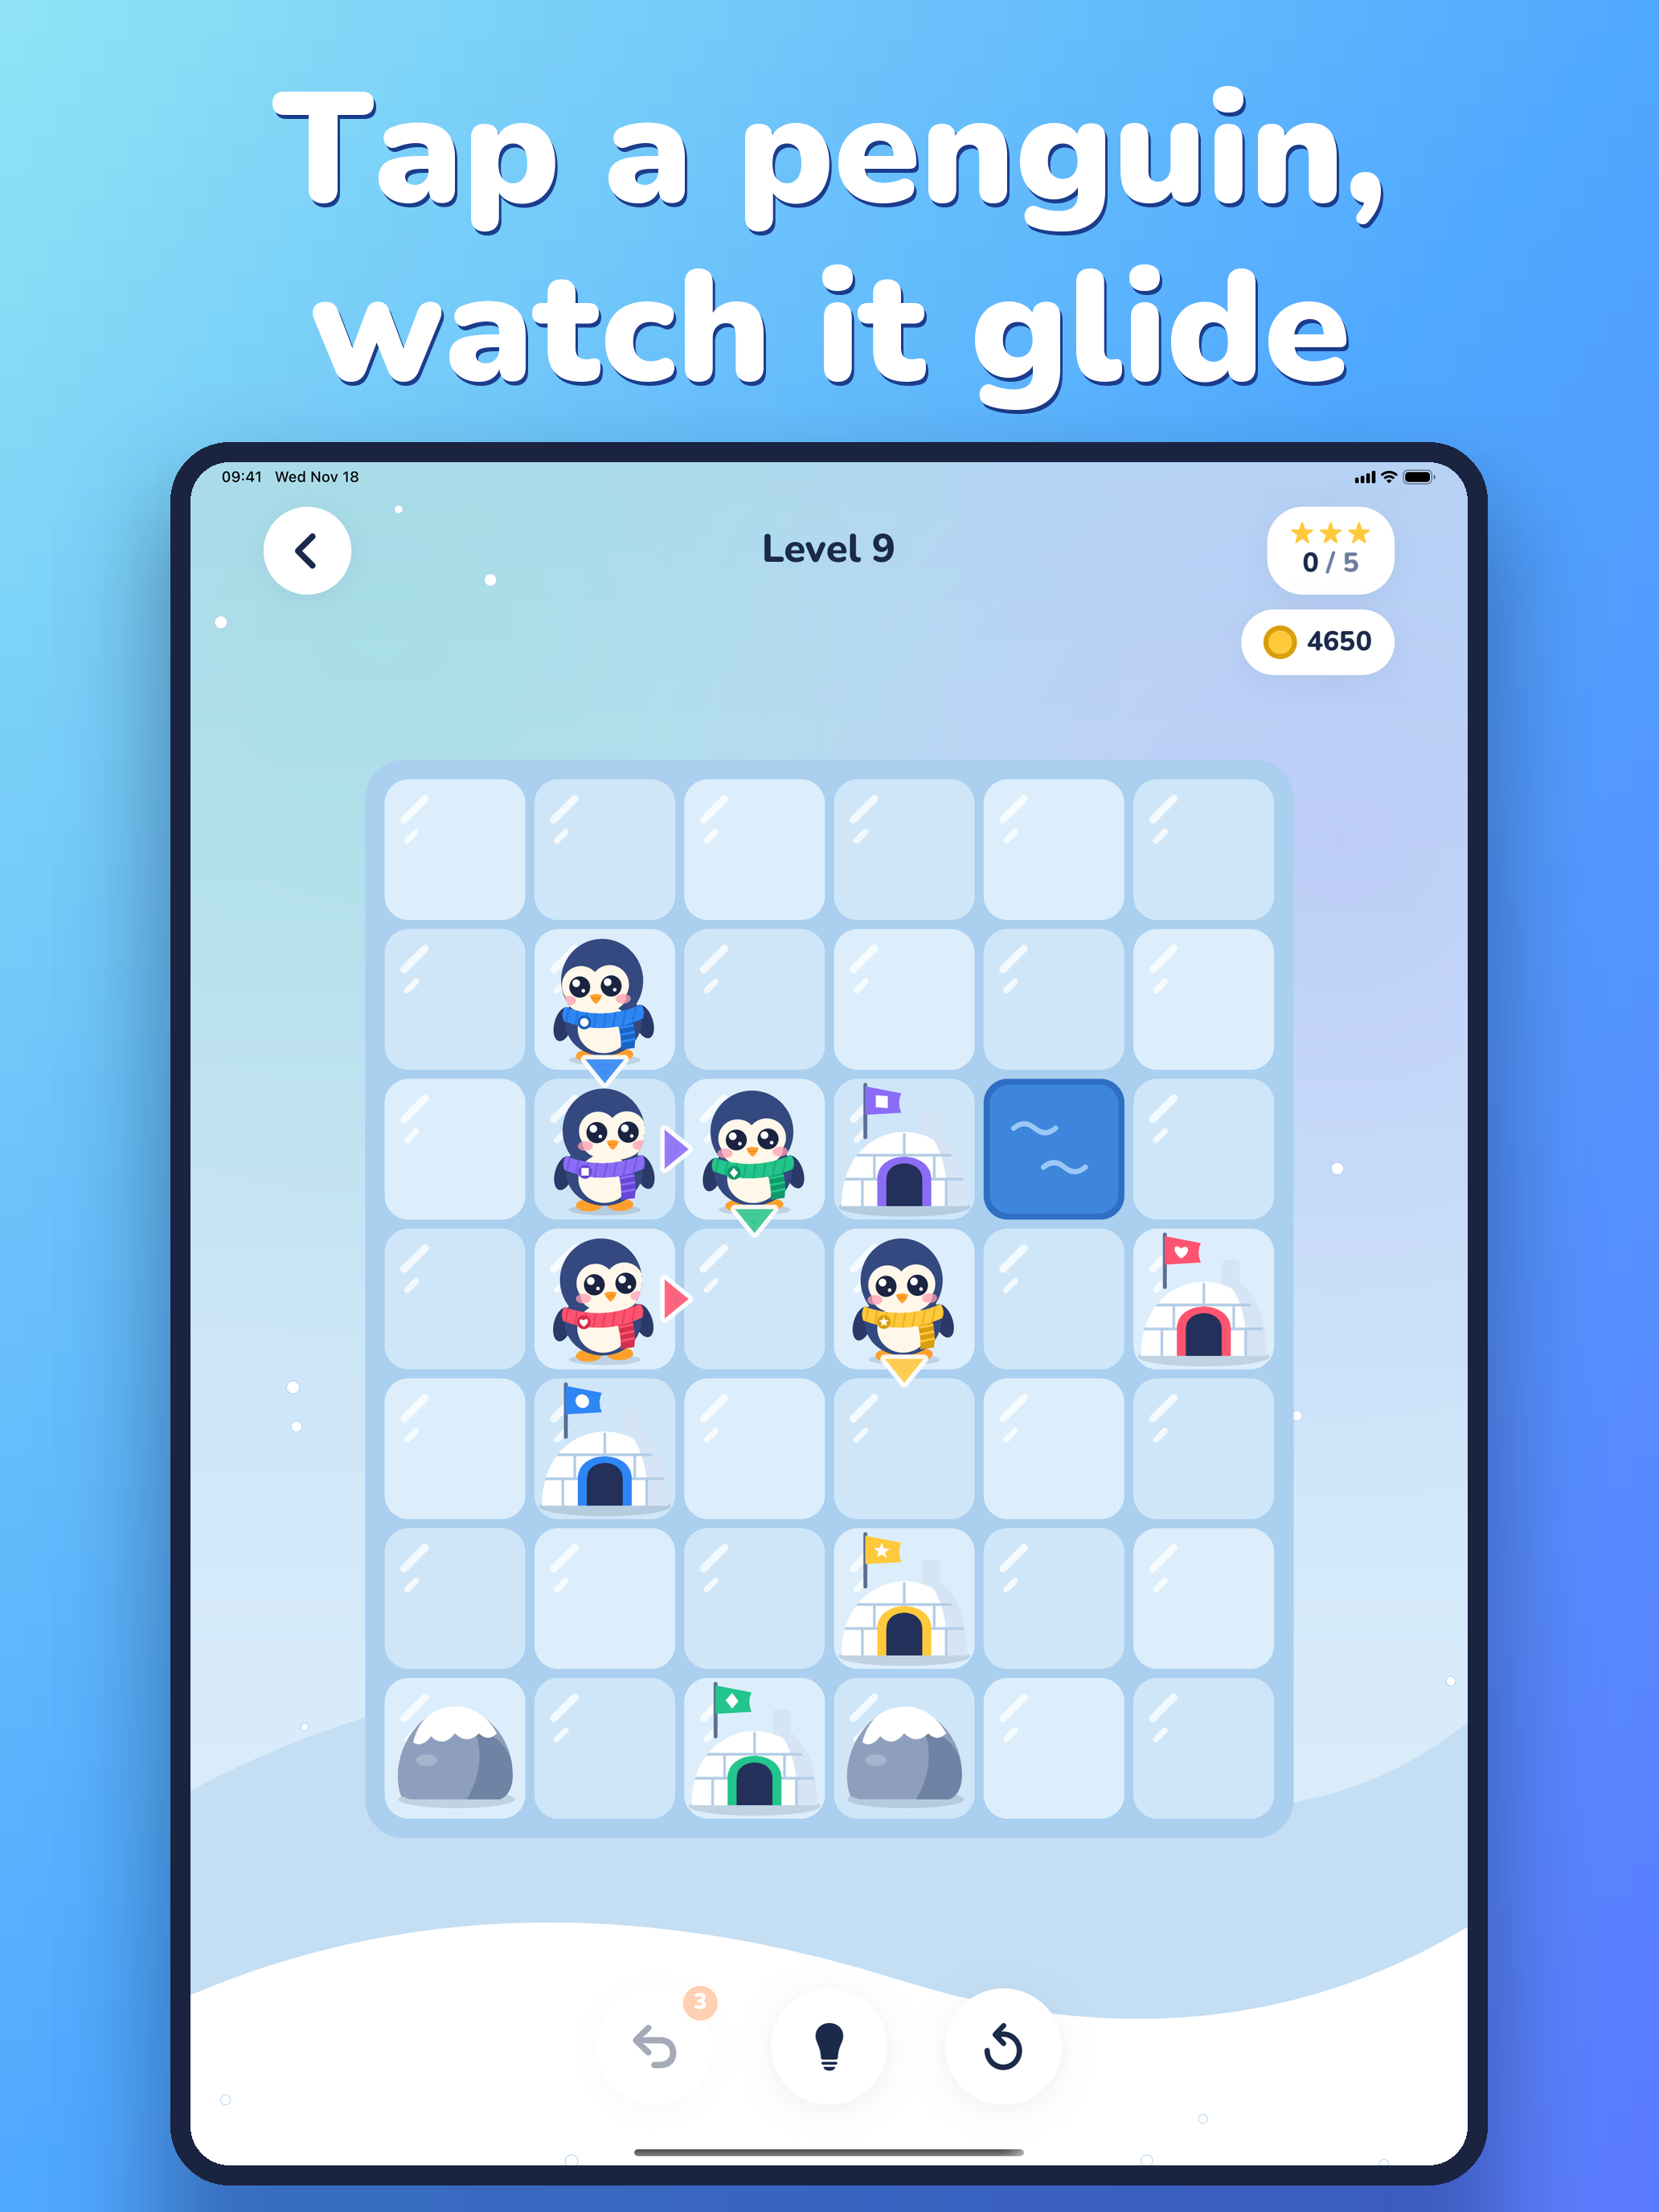 Tap a penguin,
watch it glide
09:41 Wed Nov 18
Level 9
0 / 5
4650
3